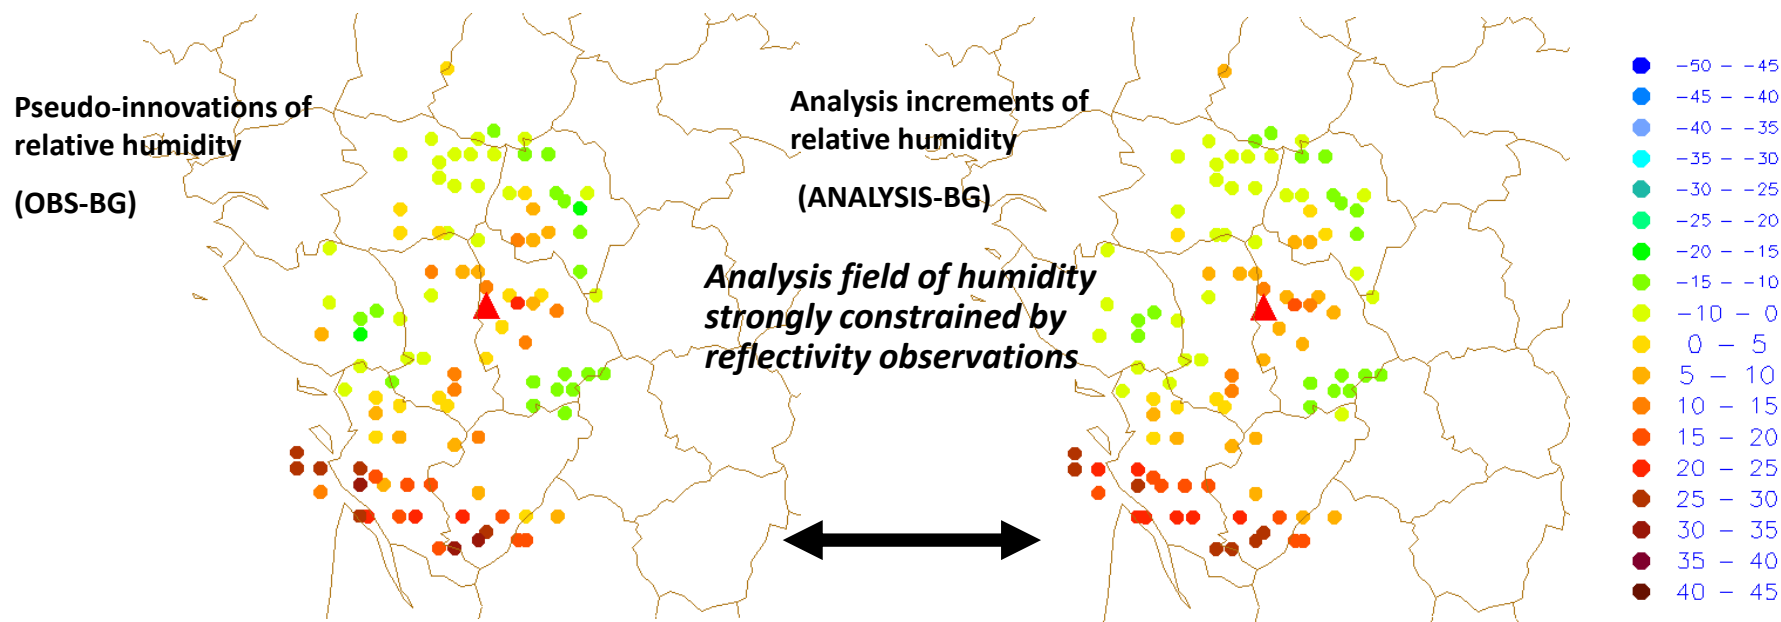 Pseudo-innovations of
relative humidity
(OBS-BG)
Analysis increments of
relative humidity
(ANALYSIS-BG)
Analysis field of humidity
strongly constrained by
reflectivity observations
-50 - -45
-45 - -40
-40 - -35
-35 - -30
-30 - -25
-25 - -20
-20 - -15
-15 - -10
-10 - 0
0 - 5
5 - 10
10 - 15
15 - 20
20 - 25
25 - 30
30 - 35
35 - 40
40 - 45